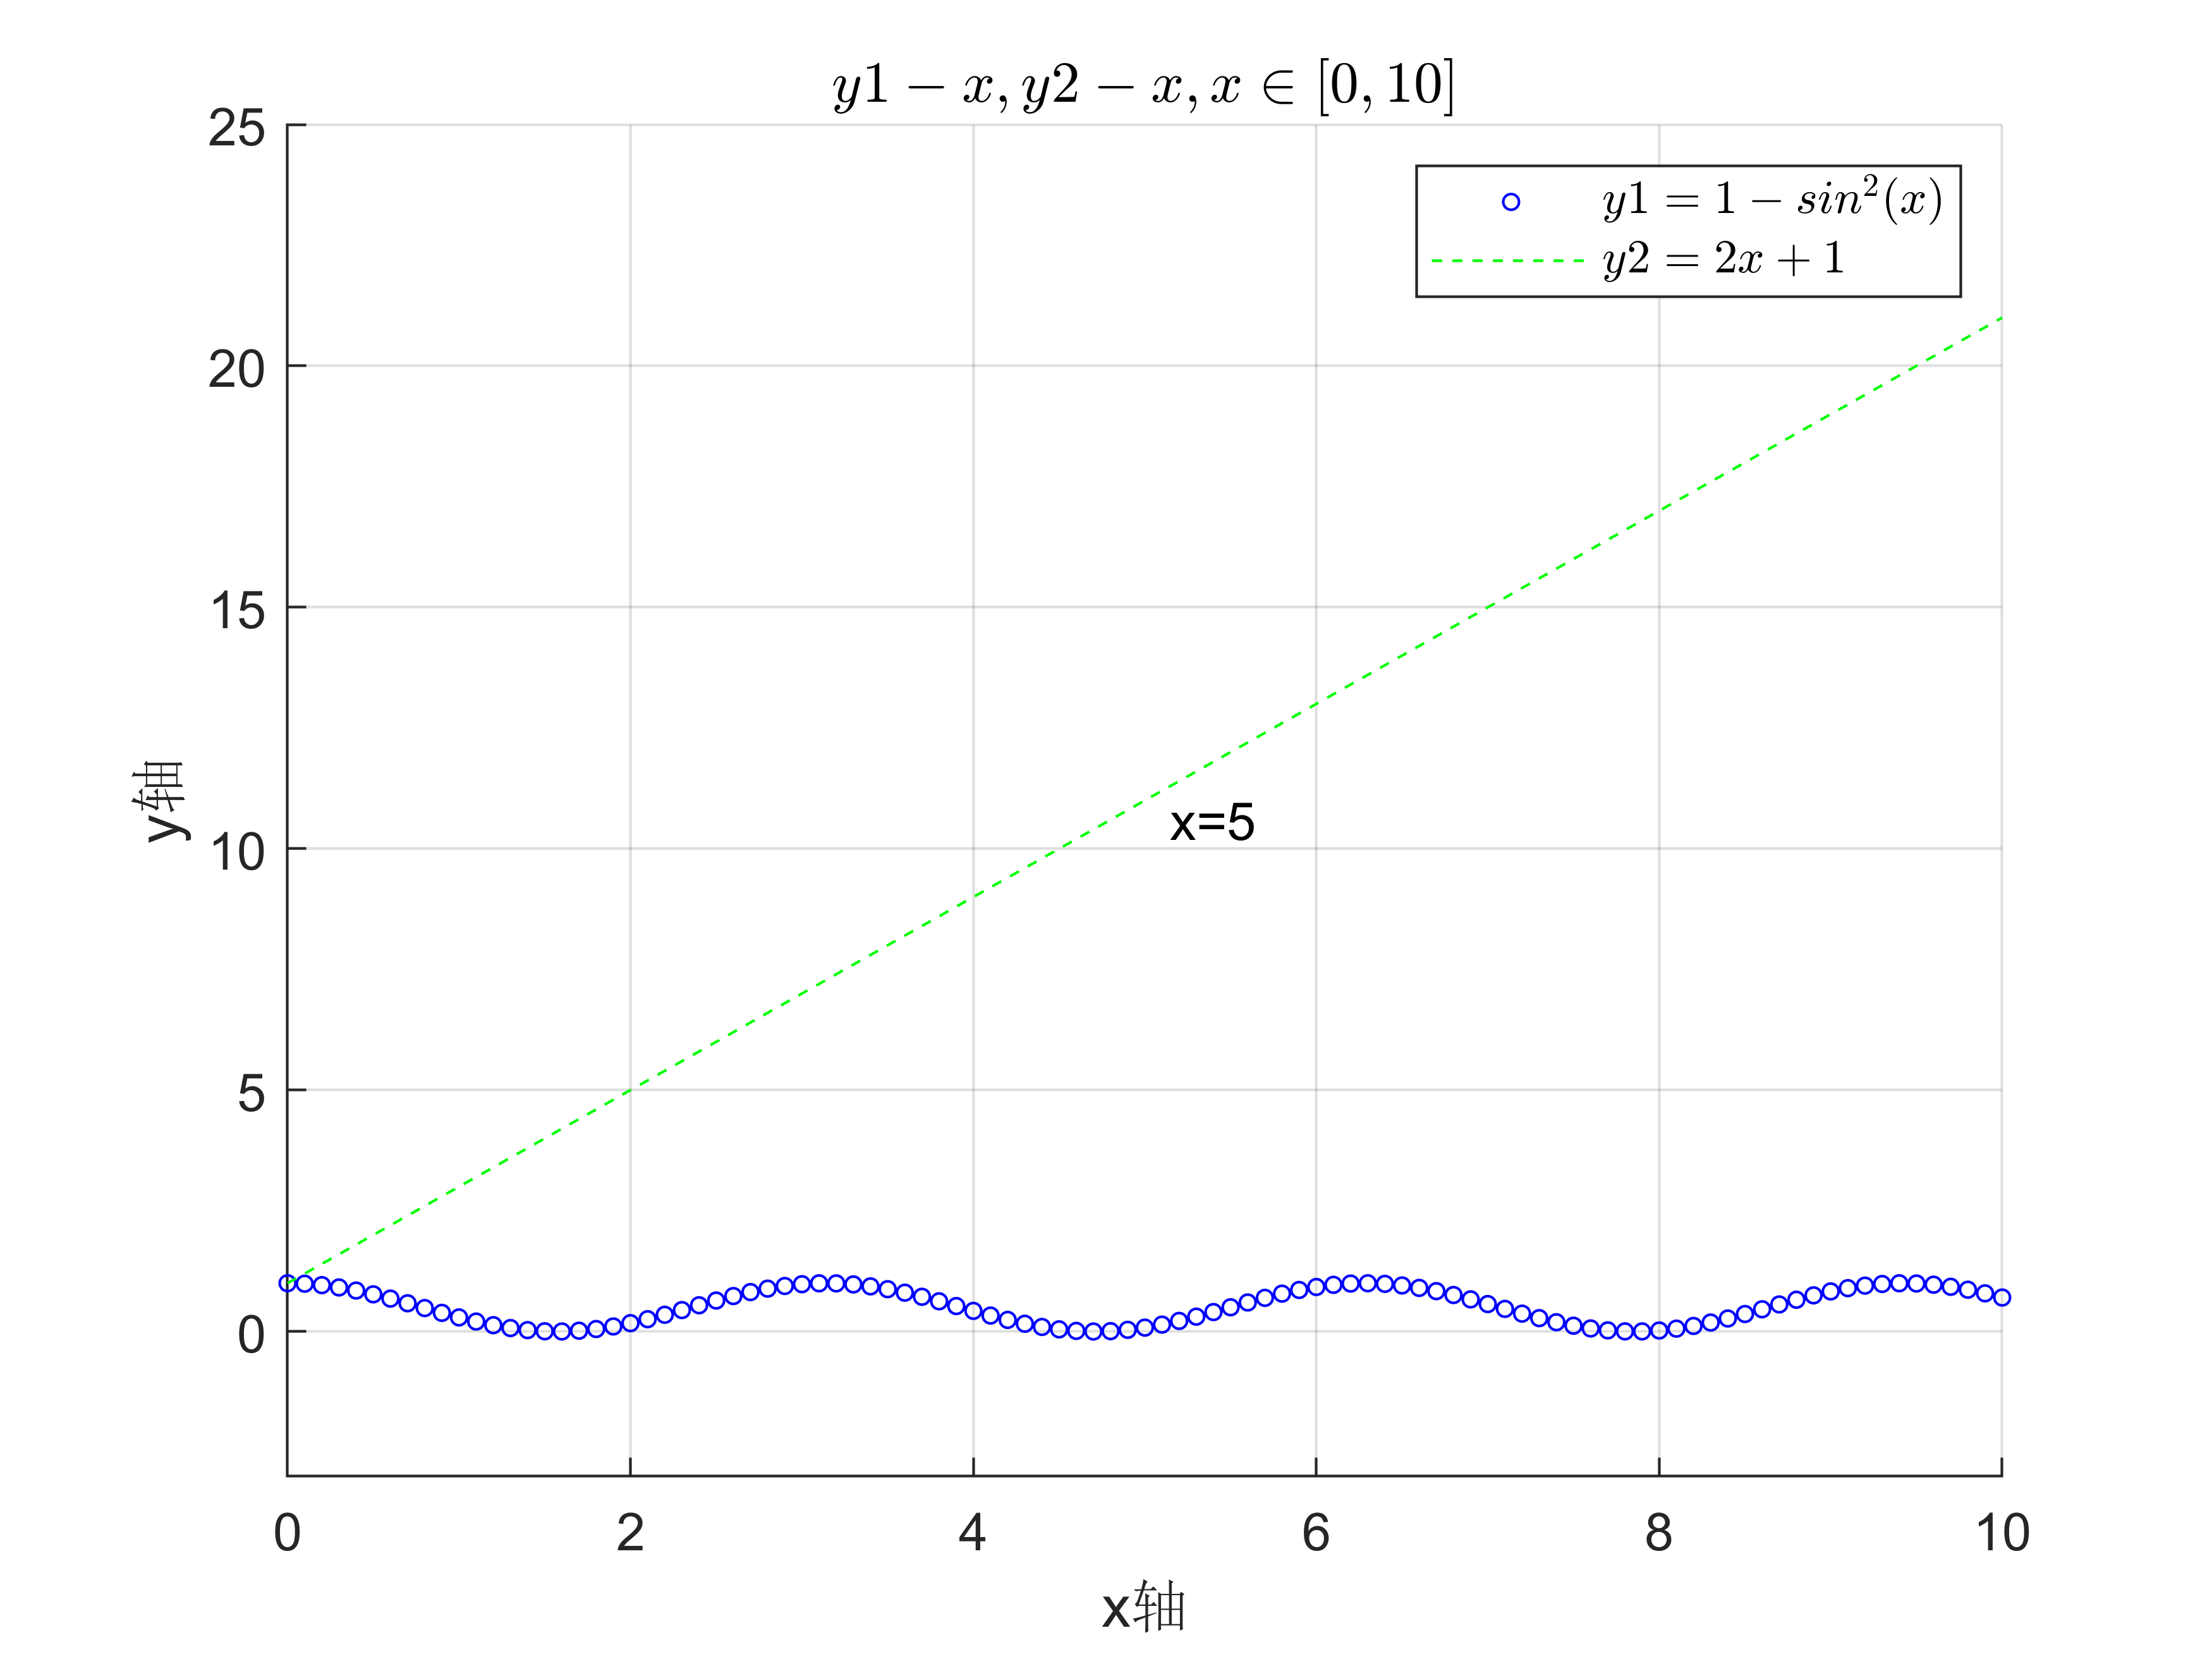 y1 − x, y2 − x, x ∈ [0, 10]
25
20
15
10
5
0
y轴
y1 = 1 − sin²(x)
y2 = 2x + 1
x=5
0 2 4 6 8 10
x轴